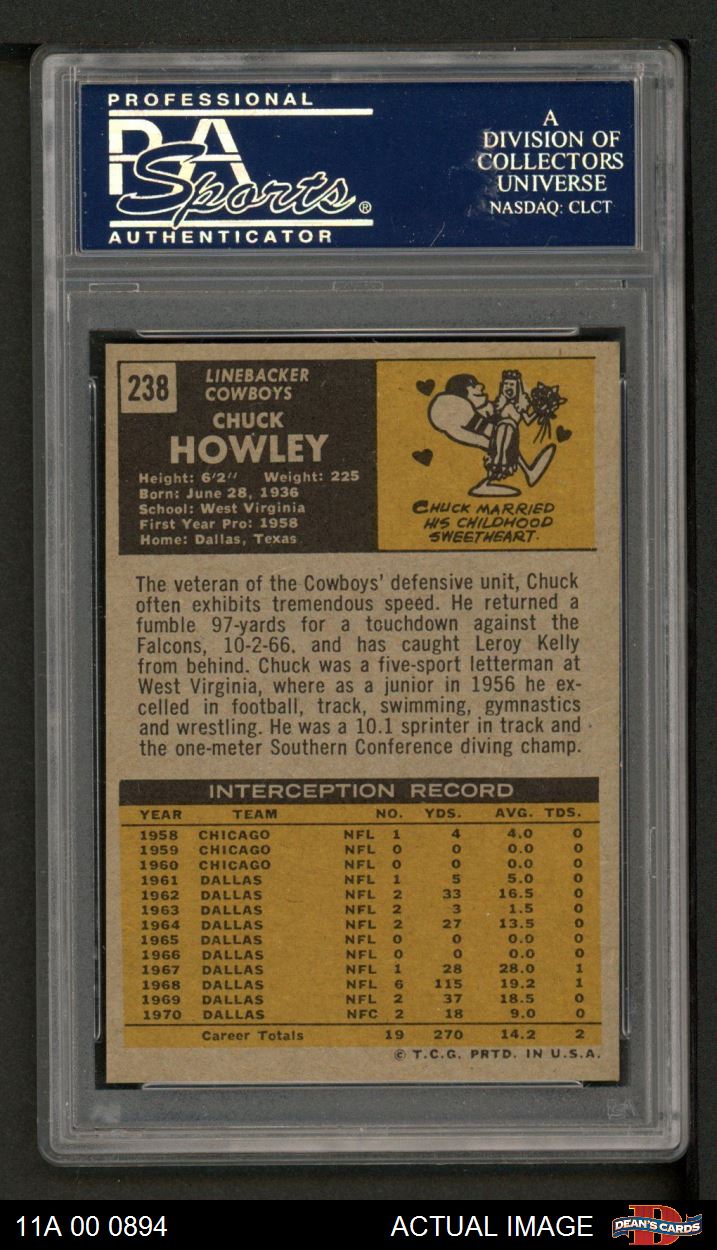 PROFESSIONAL
PSA
Sports®
AUTHENTICATOR
A
DIVISION OF
COLLECTORS
UNIVERSE
NASDAQ: CLCT
238
LINEBACKER
COWBOYS
CHUCK
HOWLEY
Height: 6'2" Weight: 225
Born: June 28, 1936
School: West Virginia
First Year Pro: 1958
Home: Dallas, Texas
CHUCK MARRIED
HIS CHILDHOOD
SWEETHEART.
The veteran of the Cowboys' defensive unit, Chuck
often exhibits tremendous speed. He returned a
fumble 97-yards for a touchdown against the
Falcons, 10-2-66, and has caught Leroy Kelly
from behind. Chuck was a five-sport letterman at
West Virginia, where as a junior in 1956 he ex-
celled in football, track, swimming, gymnastics
and wrestling. He was a 10.1 sprinter in track and
the one-meter Southern Conference diving champ.
INTERCEPTION RECORD
YEAR TEAM NO. YDS. AVG. TDS.
1958 CHICAGO NFL 1 4 4.0 0
1959 CHICAGO NFL 0 0 0.0 0
1960 CHICAGO NFL 0 0 0.0 0
1961 DALLAS NFL 1 5 5.0 0
1962 DALLAS NFL 2 33 16.5 0
1963 DALLAS NFL 2 3 1.5 0
1964 DALLAS NFL 2 27 13.5 0
1965 DALLAS NFL 0 0 0.0 0
1966 DALLAS NFL 0 0 0.0 0
1967 DALLAS NFL 1 28 28.0 1
1968 DALLAS NFL 6 115 19.2 1
1969 DALLAS NFL 2 37 18.5 0
1970 DALLAS NFC 2 18 9.0 0
Career Totals 19 270 14.2 2
© T.C.G. PRTD. IN U.S.A.
11A 00 0894
ACTUAL IMAGE
D
DEAN'S CARDS